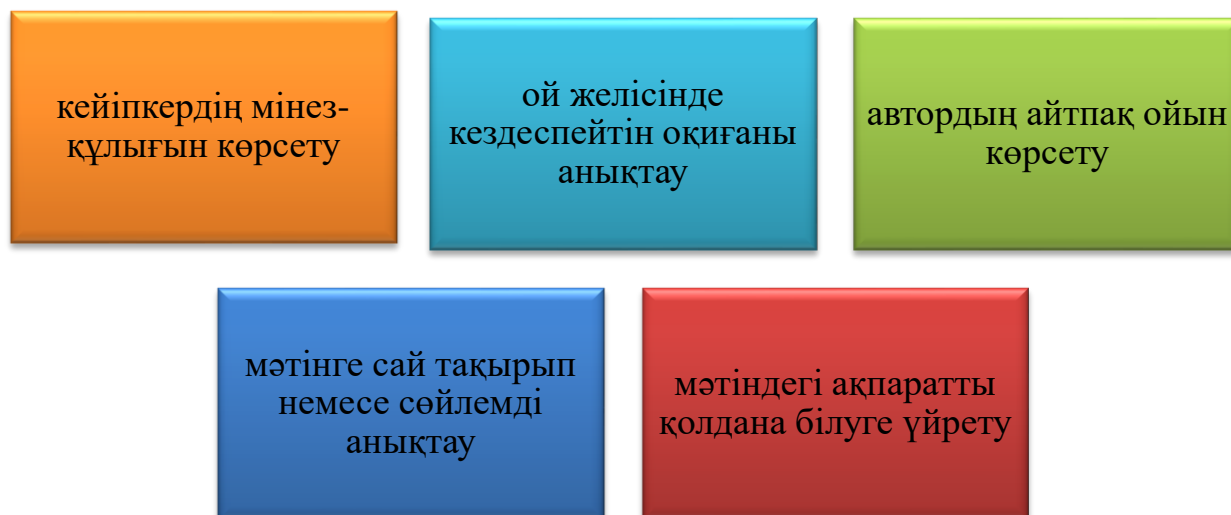 кейіпкердің мінез-
құлығын көрсету
ой желісінде
кездеспейтін оқиғаны
анықтау
автордың айтпақ ойын
көрсету
мәтінге сай тақырып
немесе сөйлемді
анықтау
мәтіндегі ақпаратты
қолдана білуге үйрету